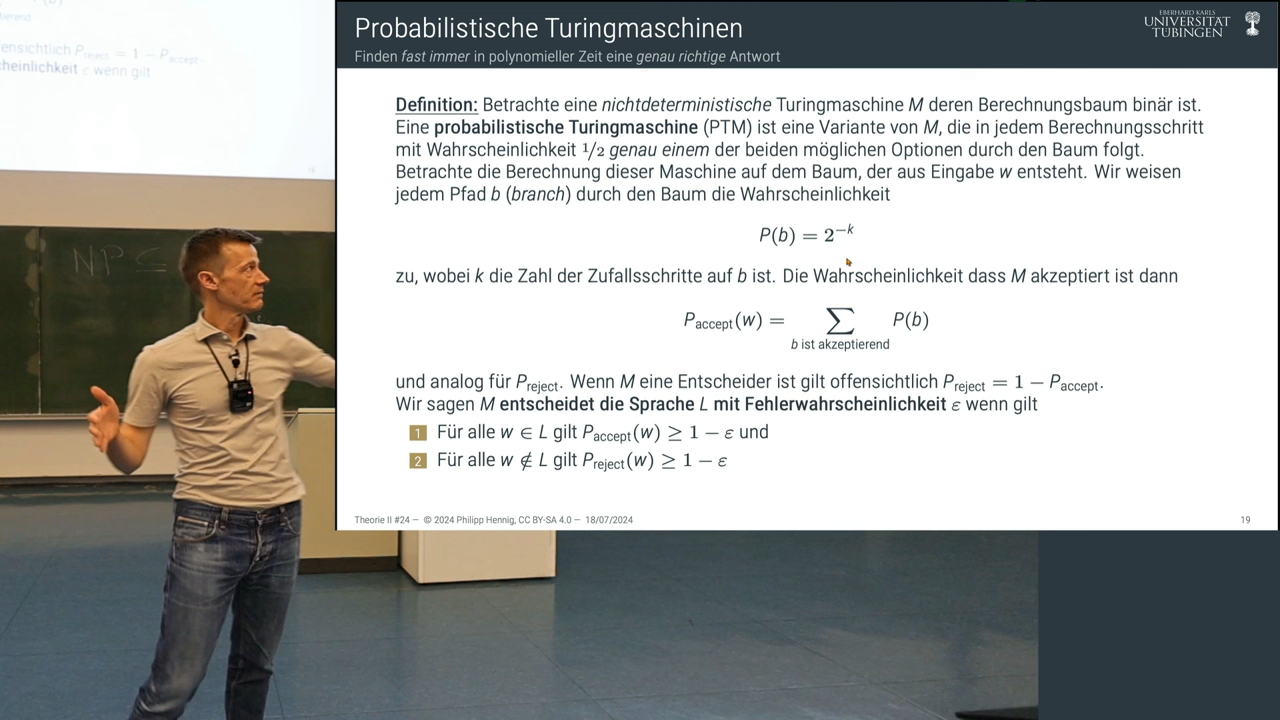 ensichtlich P_reject = 1 − P_accept.
cheinlichkeit ε wenn gilt
NP ⊆
Probabilistische Turingmaschinen
Finden fast immer in polynomieller Zeit eine genau richtige Antwort
EBERHARD KARLS
UNIVERSITÄT
TÜBINGEN
Definition: Betrachte eine nichtdeterministische Turingmaschine M deren Berechnungsbaum binär ist.
Eine probabilistische Turingmaschine (PTM) ist eine Variante von M, die in jedem Berechnungsschritt
mit Wahrscheinlichkeit 1/2 genau einem der beiden möglichen Optionen durch den Baum folgt.
Betrachte die Berechnung dieser Maschine auf dem Baum, der aus Eingabe w entsteht. Wir weisen
jedem Pfad b (branch) durch den Baum die Wahrscheinlichkeit
P(b) = 2^{−k}
zu, wobei k die Zahl der Zufallsschritte auf b ist. Die Wahrscheinlichkeit dass M akzeptiert ist dann
P_accept(w) = ∑ P(b)
b ist akzeptierend
und analog für P_reject. Wenn M eine Entscheider ist gilt offensichtlich P_reject = 1 − P_accept.
Wir sagen M entscheidet die Sprache L mit Fehlerwahrscheinlichkeit ε wenn gilt
1 Für alle w ∈ L gilt P_accept(w) ≥ 1 − ε und
2 Für alle w ∉ L gilt P_reject(w) ≥ 1 − ε
Theorie II #24 — © 2024 Philipp Hennig, CC BY-SA 4.0 — 18/07/2024
19